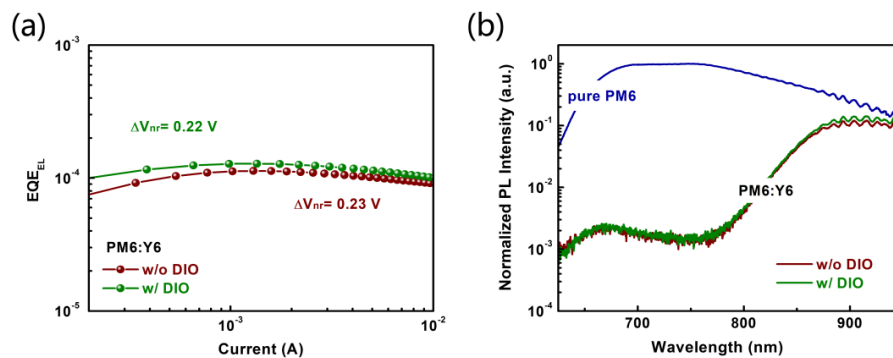 (a)
10⁻³
10⁻⁴
10⁻⁵
EQE_EL
ΔVnr= 0.22 V
ΔVnr= 0.23 V
PM6:Y6
w/o DIO
w/ DIO
10⁻³
10⁻²
Current (A)
(b)
10⁰
10⁻¹
10⁻²
10⁻³
10⁻⁴
Normalized PL Intensity (a.u.)
pure PM6
PM6:Y6
w/o DIO
w/ DIO
700 800 900
Wavelength (nm)